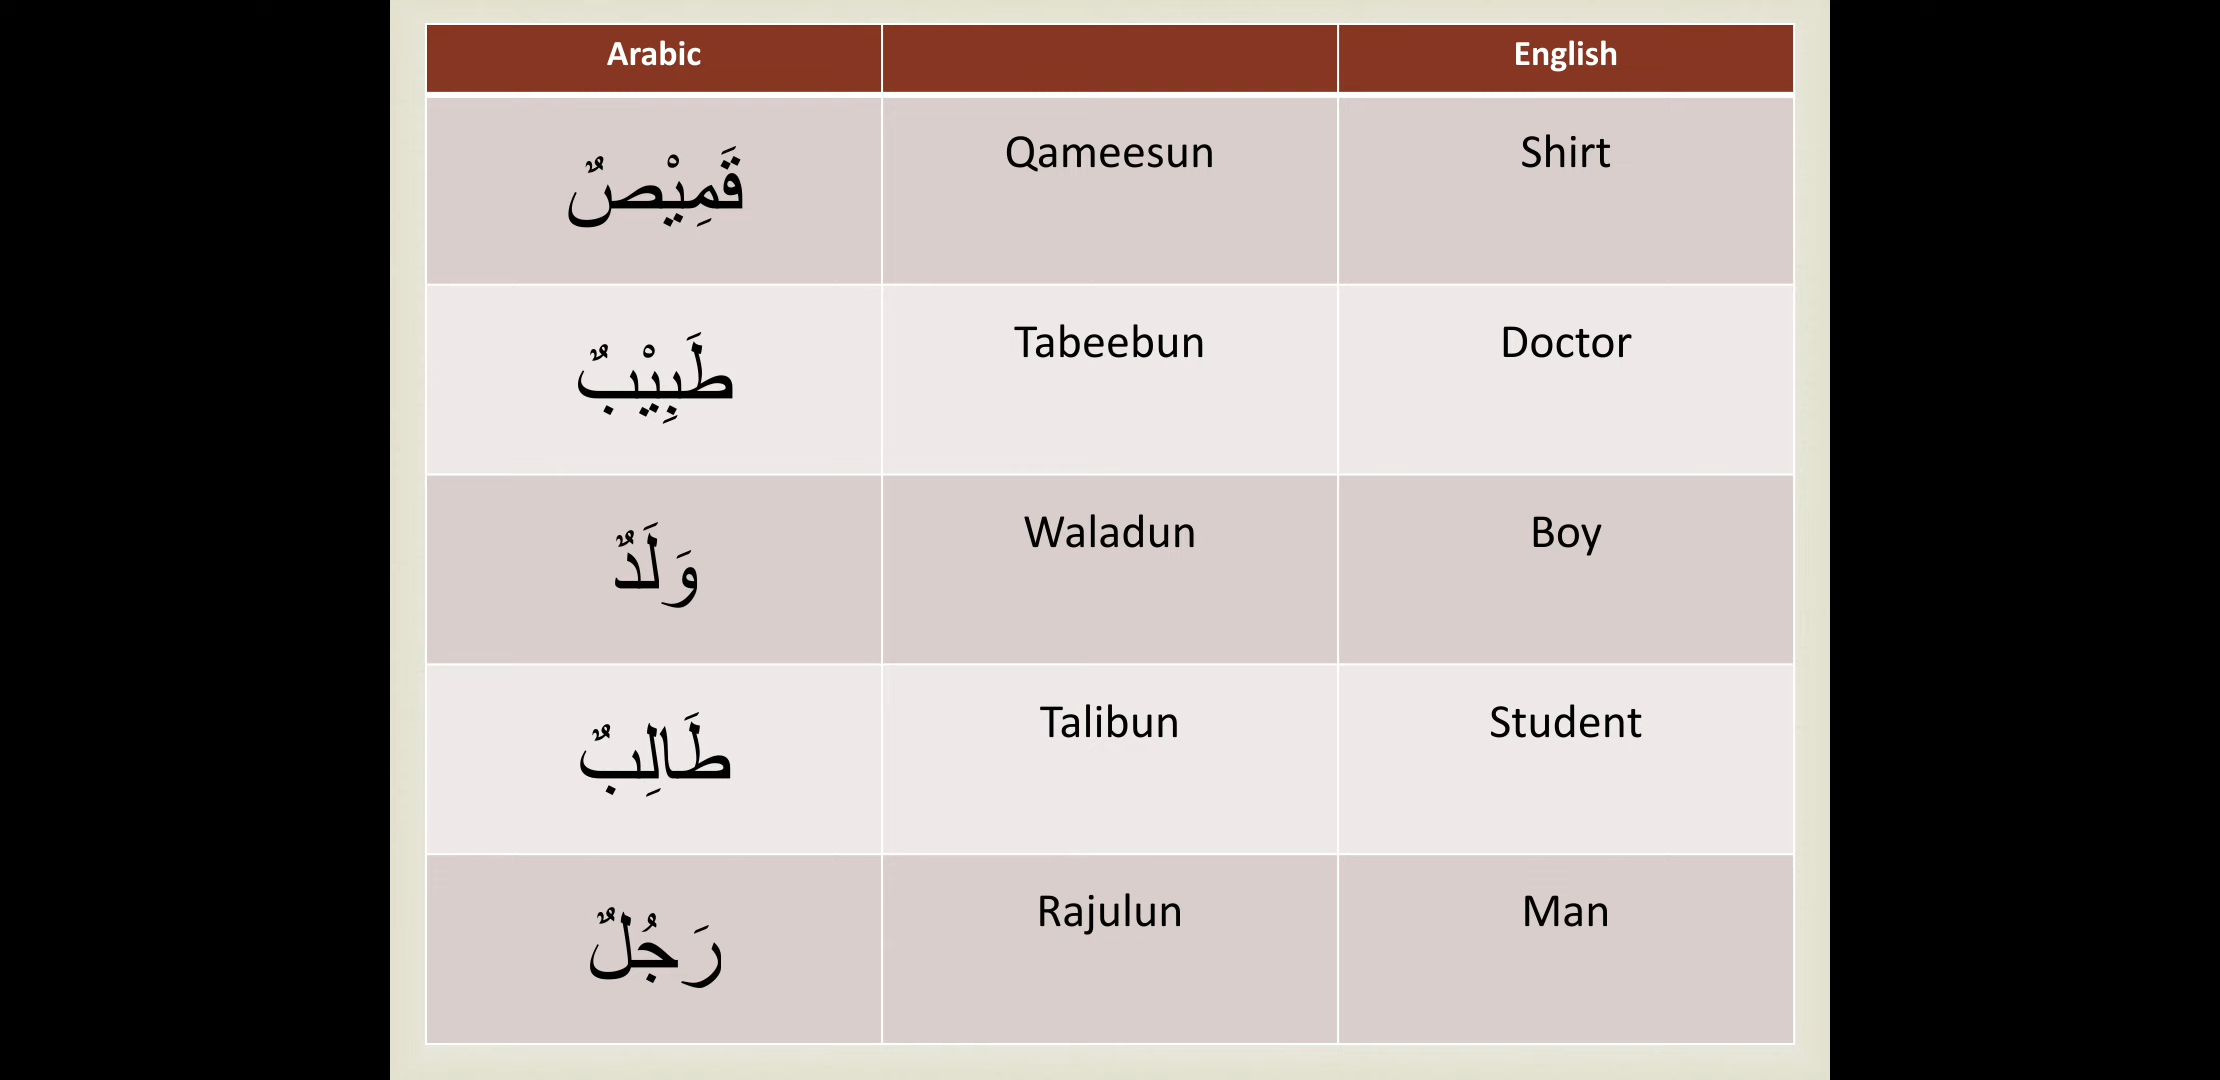 Arabic English
قَمِيْصٌ Qameesun Shirt
طَبِيْبٌ Tabeebun Doctor
وَلَدٌ Waladun Boy
طَالِبٌ Talibun Student
رَجُلٌ Rajulun Man